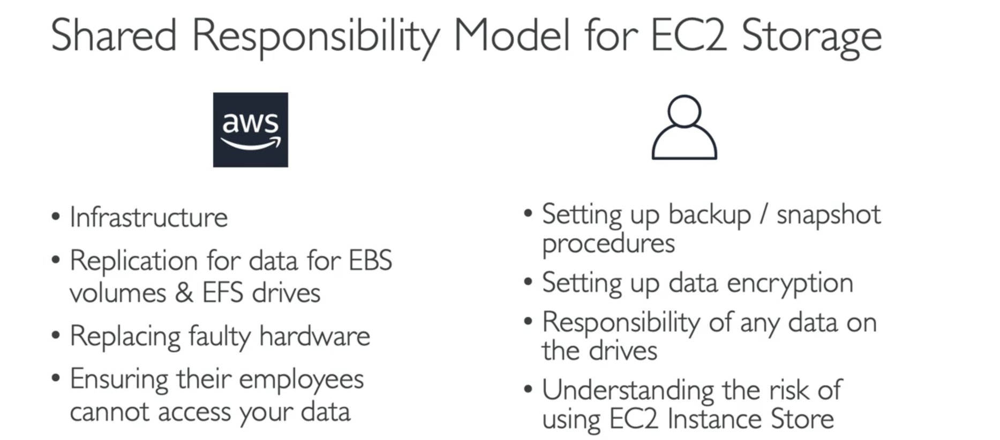 Shared Responsibility Model for EC2 Storage
aws
• Infrastructure
• Replication for data for EBS
volumes & EFS drives
• Replacing faulty hardware
• Ensuring their employees
cannot access your data
• Setting up backup / snapshot
procedures
• Setting up data encryption
• Responsibility of any data on
the drives
• Understanding the risk of
using EC2 Instance Store